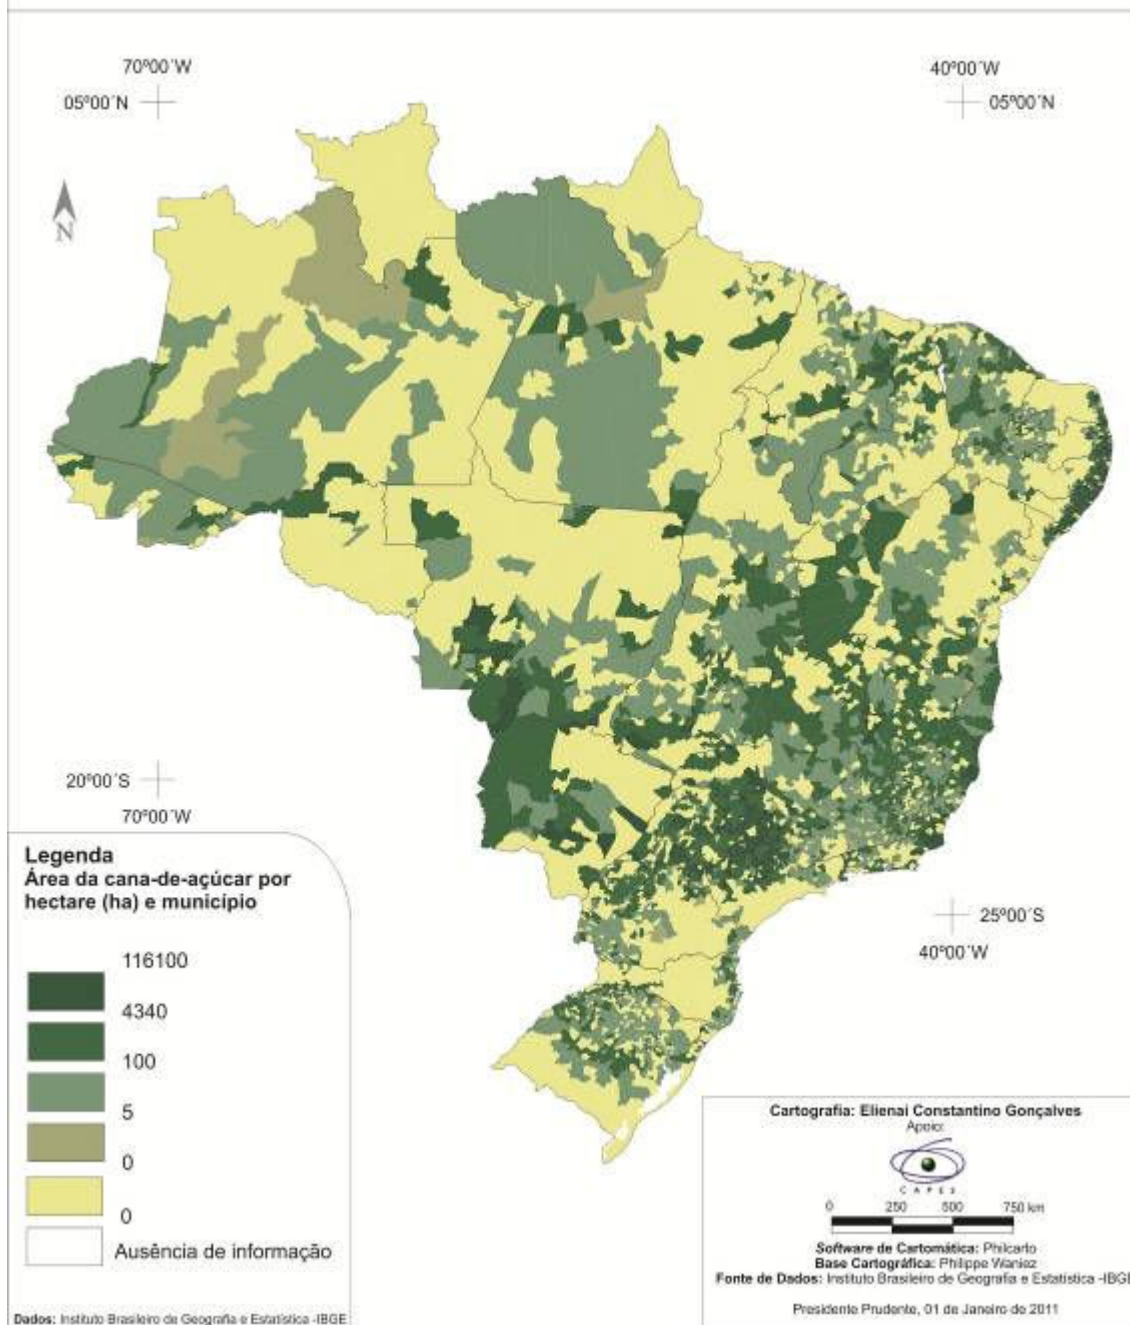 70º00´W
40º00´W
05º00´N
05º00´N
N
20º00´S
70º00´W
25º00´S
40º00´W
Legenda
Área da cana-de-açúcar por
hectare (ha) e município
116100
4340
100
5
0
0
Ausência de informação
Dados: Instituto Brasileiro de Geografia e Estatística -IBGE
Cartografia: Elienai Constantino Gonçalves
Apoio:
CAPES
0 250 500 750 km
Software de Cartomática: Philcarto
Base Cartográfica: Philippe Waniez
Fonte de Dados: Instituto Brasileiro de Geografia e Estatística -IBGE
Presidente Prudente, 01 de Janeiro de 2011